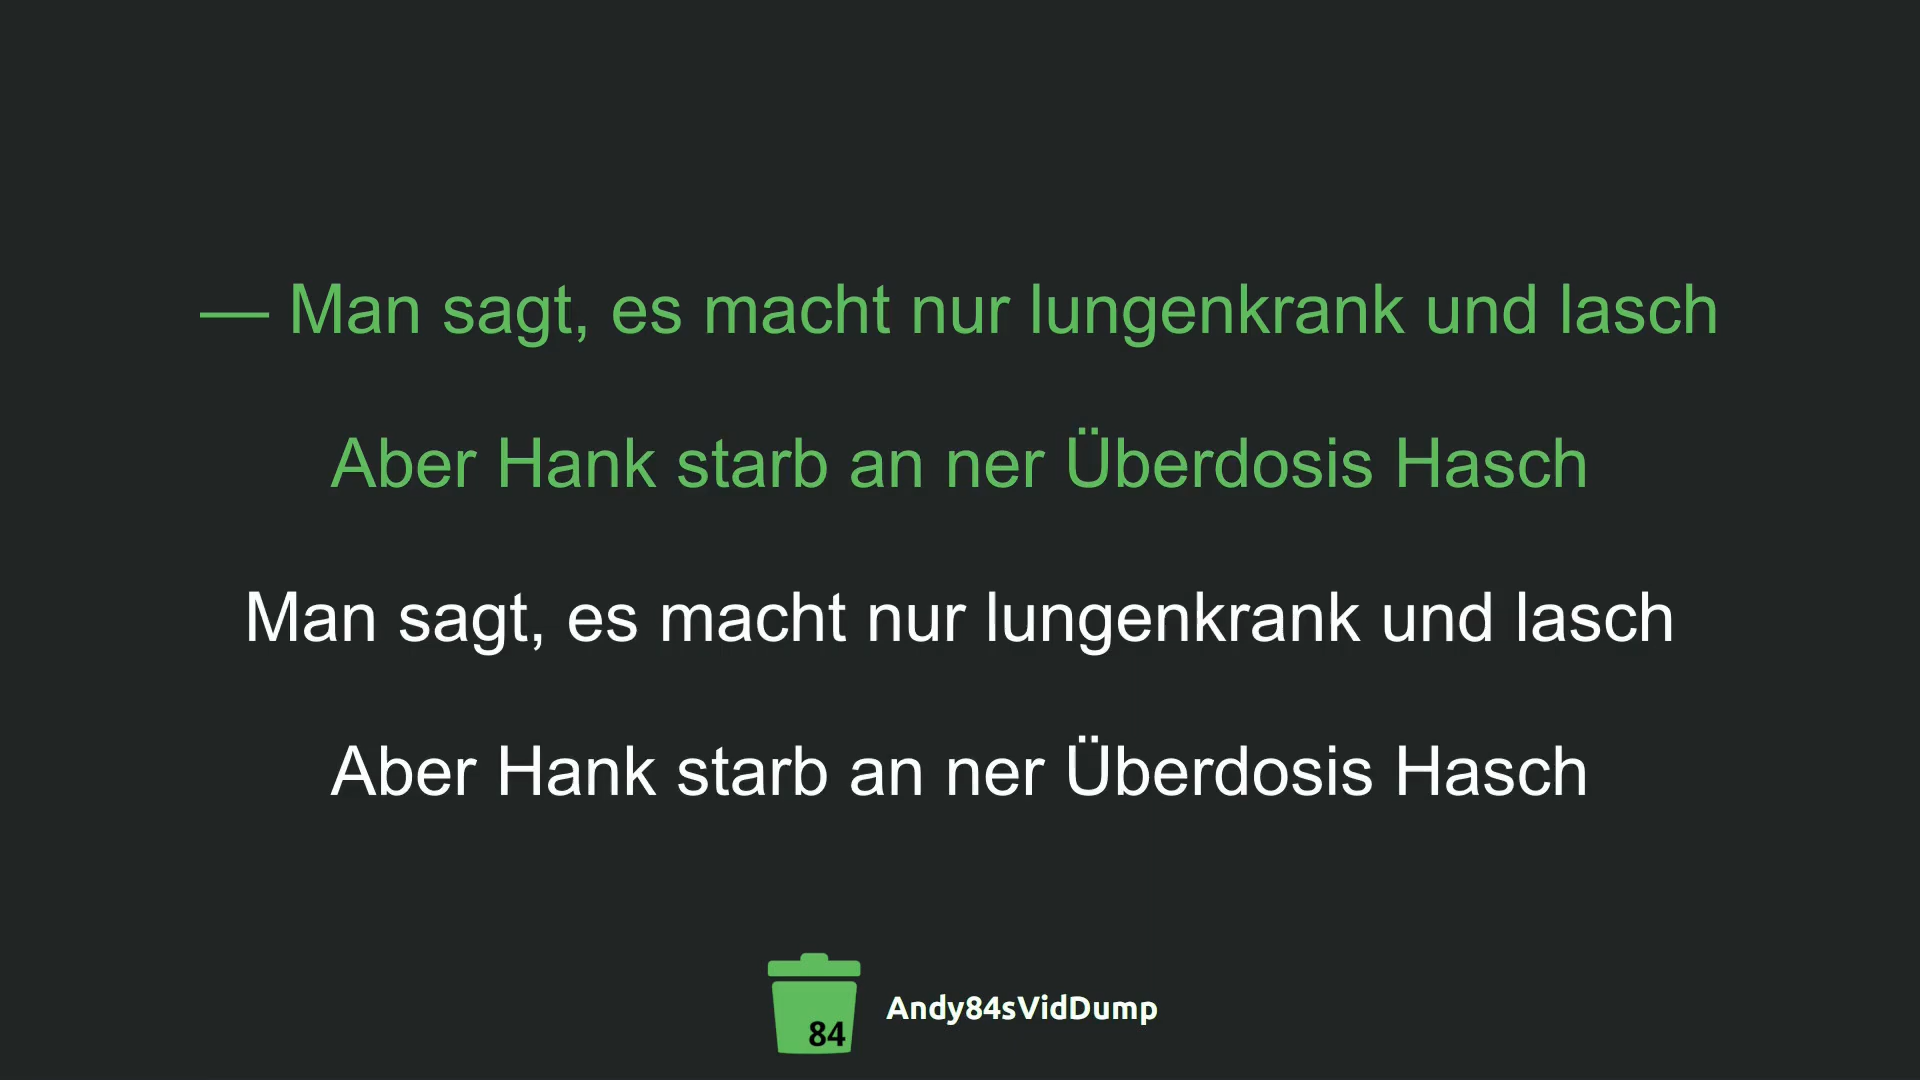 — Man sagt, es macht nur lungenkrank und lasch
Aber Hank starb an ner Überdosis Hasch
Man sagt, es macht nur lungenkrank und lasch
Aber Hank starb an ner Überdosis Hasch
84
Andy84sVidDump